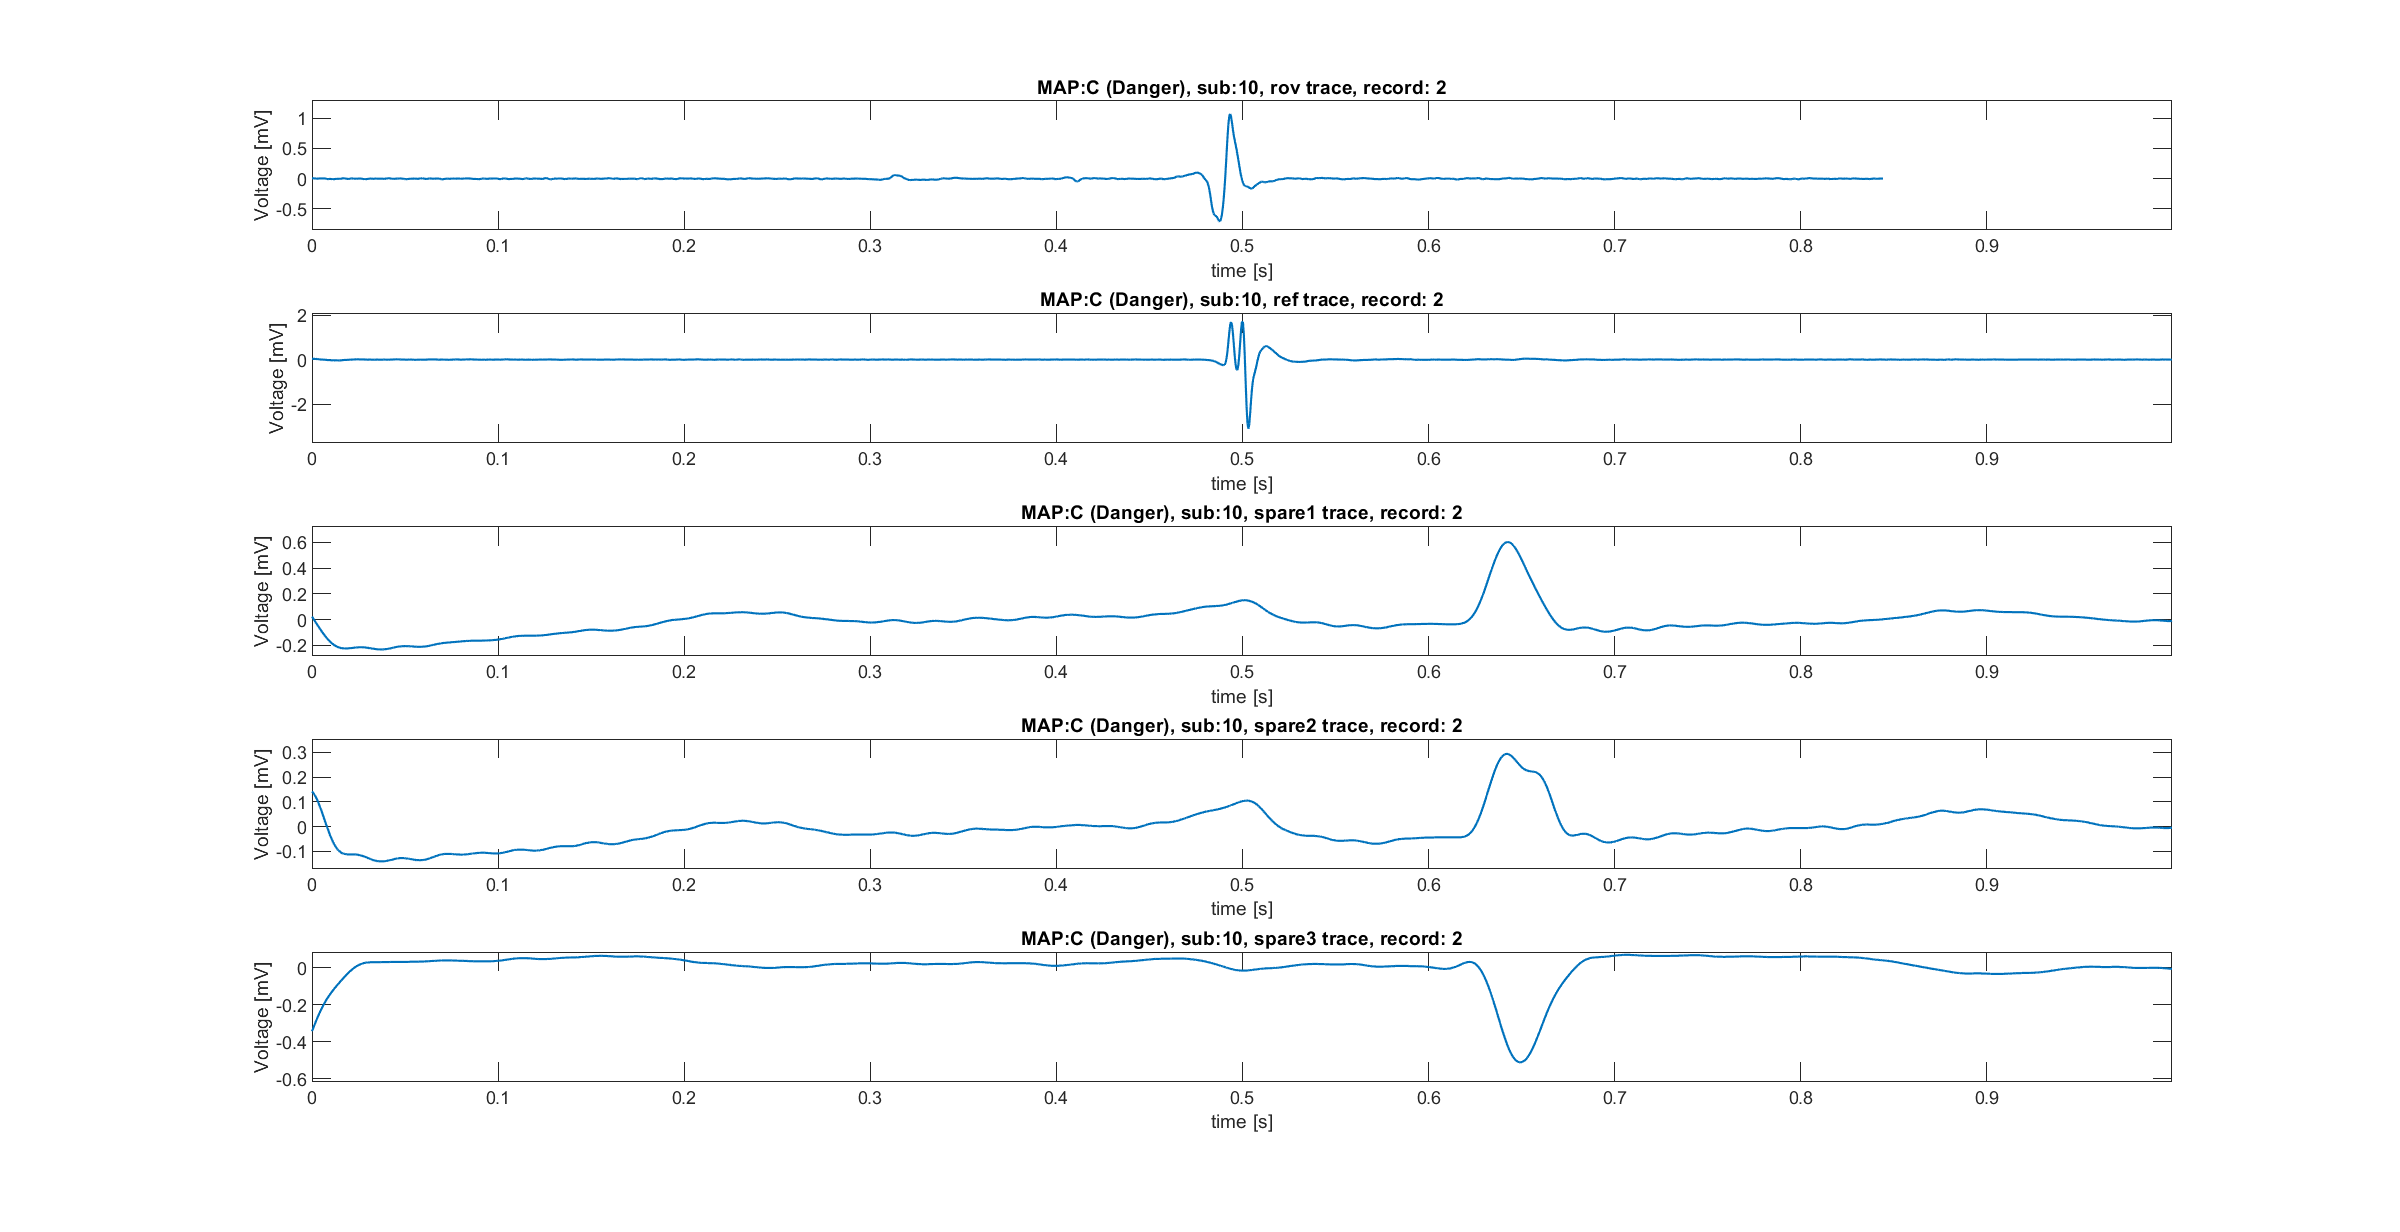 MAP:C (Danger), sub:10, rov trace, record: 2
Voltage [mV]
1
0.5
0
-0.5
0 0.1 0.2 0.3 0.4 0.5 0.6 0.7 0.8 0.9
time [s]
MAP:C (Danger), sub:10, ref trace, record: 2
Voltage [mV]
2
0
-2
0 0.1 0.2 0.3 0.4 0.5 0.6 0.7 0.8 0.9
time [s]
MAP:C (Danger), sub:10, spare1 trace, record: 2
Voltage [mV]
0.6
0.4
0.2
0
-0.2
0 0.1 0.2 0.3 0.4 0.5 0.6 0.7 0.8 0.9
time [s]
MAP:C (Danger), sub:10, spare2 trace, record: 2
Voltage [mV]
0.3
0.2
0.1
0
-0.1
0 0.1 0.2 0.3 0.4 0.5 0.6 0.7 0.8 0.9
time [s]
MAP:C (Danger), sub:10, spare3 trace, record: 2
Voltage [mV]
0
-0.2
-0.4
-0.6
0 0.1 0.2 0.3 0.4 0.5 0.6 0.7 0.8 0.9
time [s]